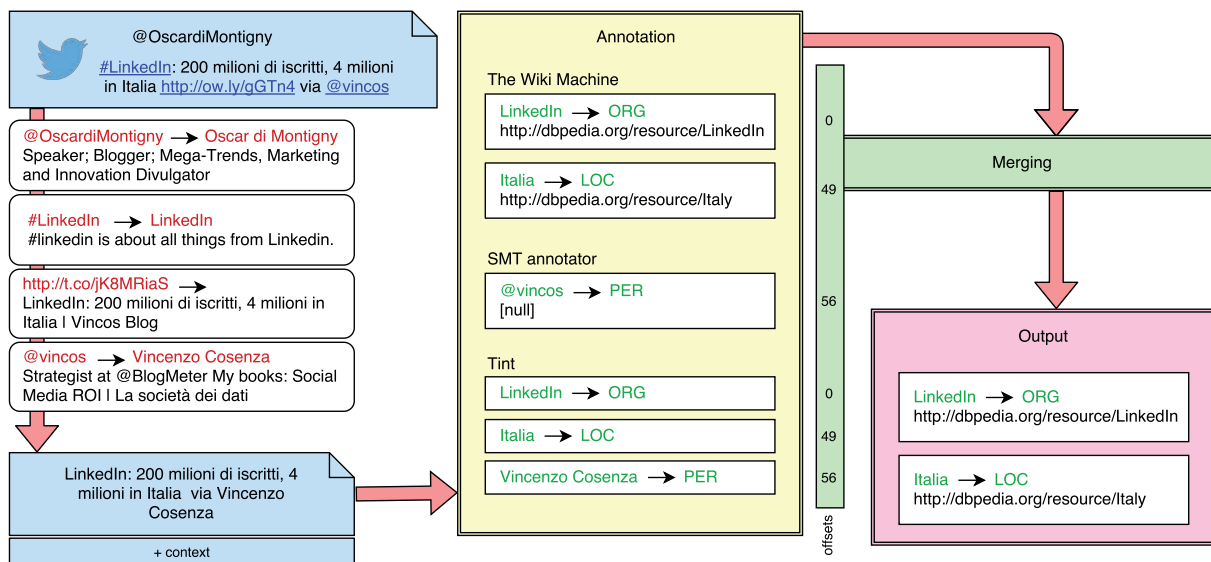 @OscardiMontigny
#LinkedIn: 200 milioni di iscritti, 4 milioni
in Italia http://ow.ly/gGTn4 via @vincos
@OscardiMontigny → Oscar di Montigny
Speaker; Blogger; Mega-Trends, Marketing
and Innovation Divulgator
#LinkedIn → LinkedIn
#linkedin is about all things from Linkedin.
http://t.co/jK8MRiaS →
LinkedIn: 200 milioni di iscritti, 4 milioni in
Italia | Vincos Blog
@vincos → Vincenzo Cosenza
Strategist at @BlogMeter My books: Social
Media ROI | La società dei dati
LinkedIn: 200 milioni di iscritti, 4
milioni in Italia via Vincenzo
Cosenza
+ context
Annotation
The Wiki Machine
LinkedIn → ORG
http://dbpedia.org/resource/LinkedIn
Italia → LOC
http://dbpedia.org/resource/Italy
SMT annotator
@vincos → PER
[null]
Tint
LinkedIn → ORG
Italia → LOC
Vincenzo Cosenza → PER
0
49
56
0
49
56
offsets
Merging
Output
LinkedIn → ORG
http://dbpedia.org/resource/LinkedIn
Italia → LOC
http://dbpedia.org/resource/Italy